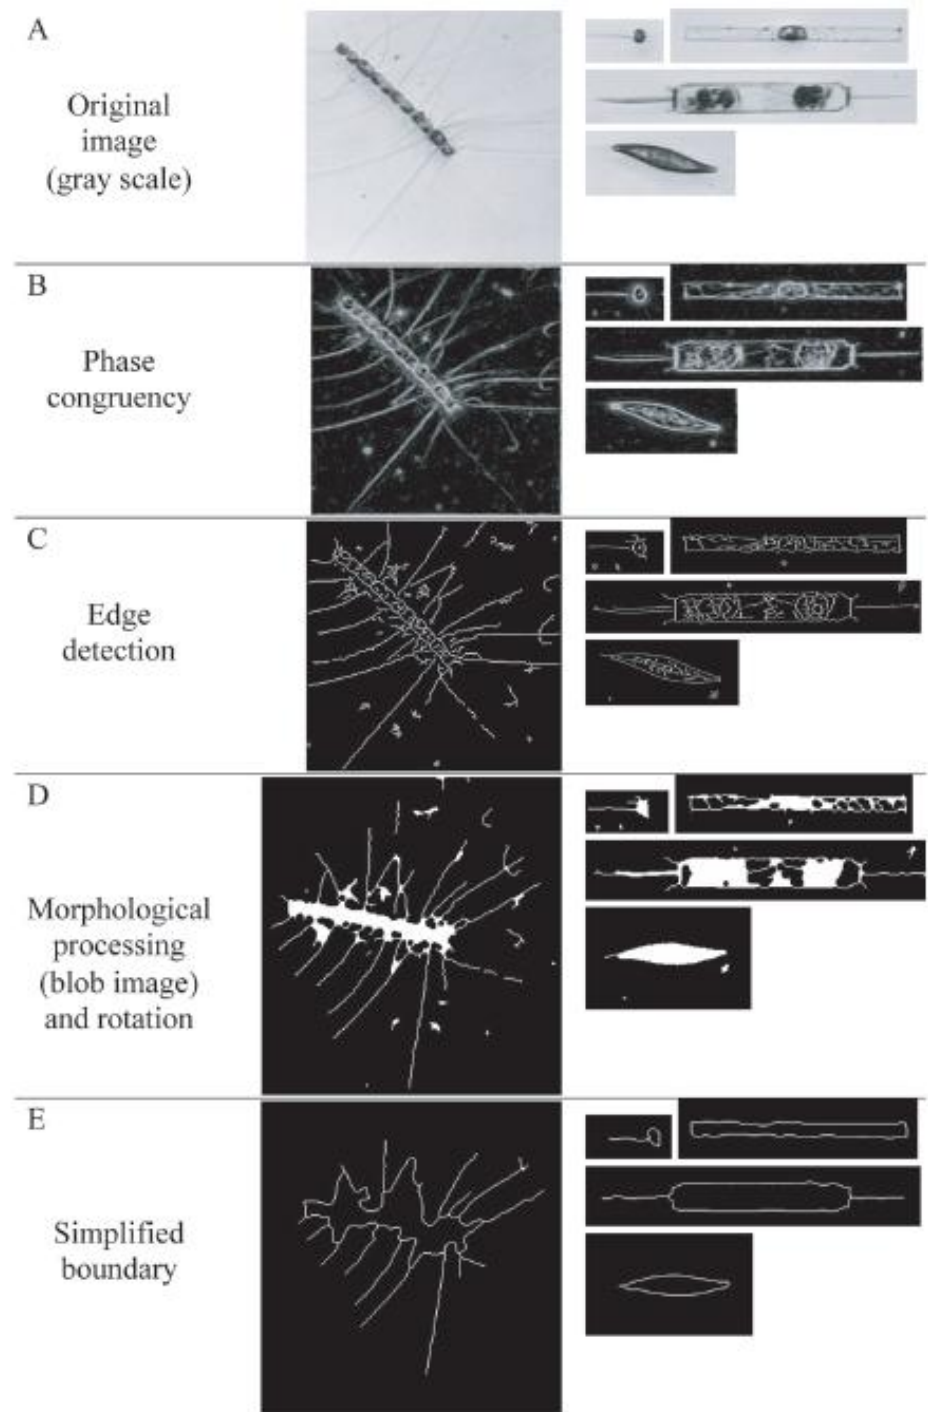 A
Original
image
(gray scale)
B
Phase
congruency
C
Edge
detection
D
Morphological
processing
(blob image)
and rotation
E
Simplified
boundary